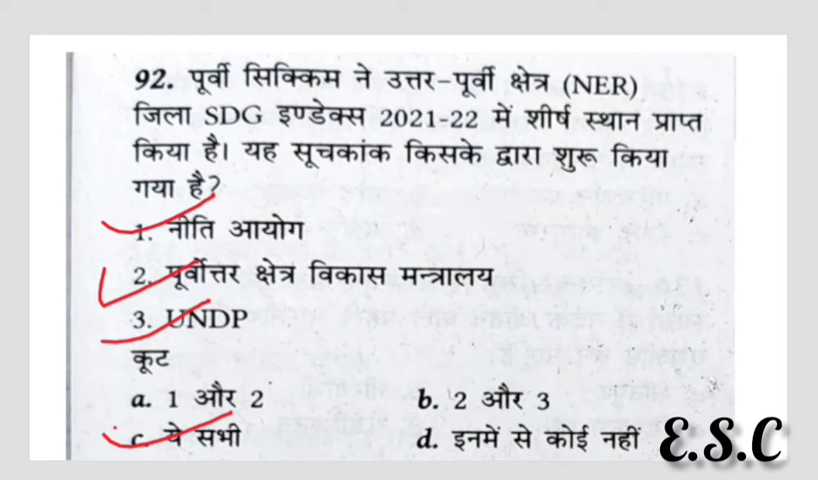 92. पूर्वी सिक्किम ने उत्तर-पूर्वी क्षेत्र (NER)
जिला SDG इण्डेक्स 2021-22 में शीर्ष स्थान प्राप्त
किया है। यह सूचकांक किसके द्वारा शुरू किया
गया है?
1. नीति आयोग
2. पूर्वोत्तर क्षेत्र विकास मन्त्रालय
3. UNDP
कूट
a. 1 और 2 b. 2 और 3
c. ये सभी d. इनमें से कोई नहीं
E.S.C